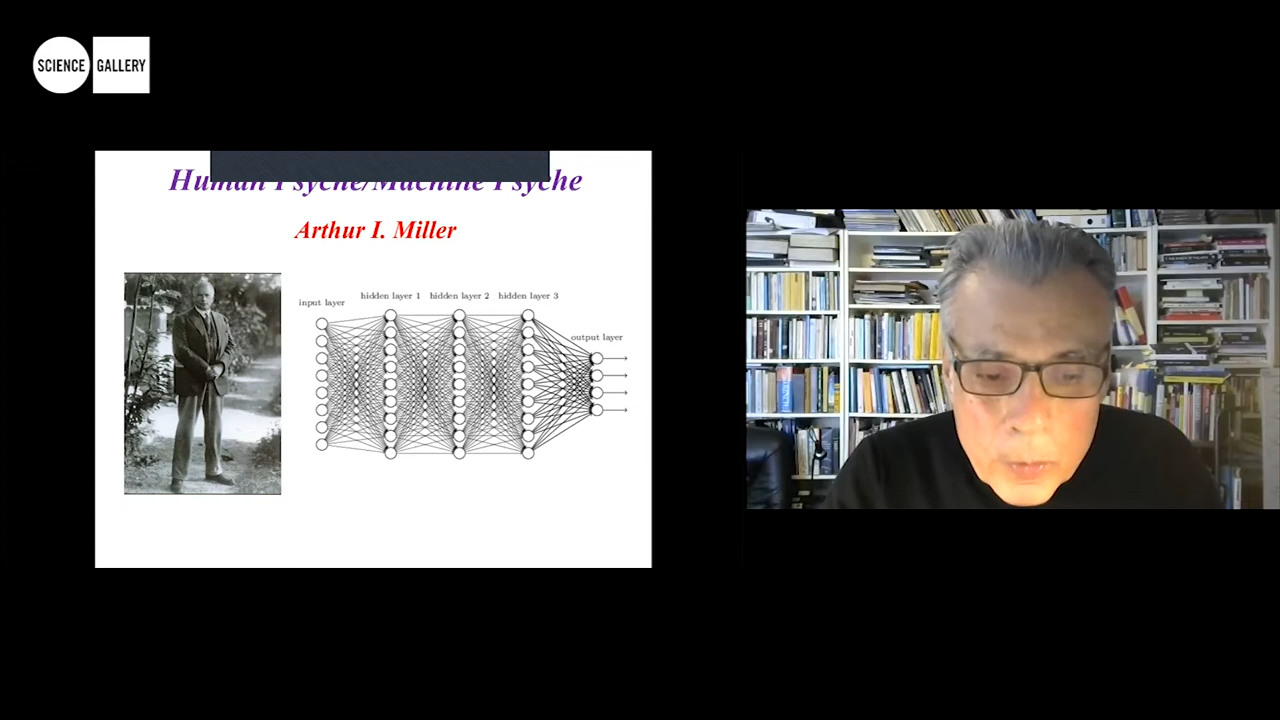 SCIENCE GALLERY
Human Psyche/Machine Psyche
Arthur I. Miller
input layer
hidden layer 1 hidden layer 2 hidden layer 3
output layer